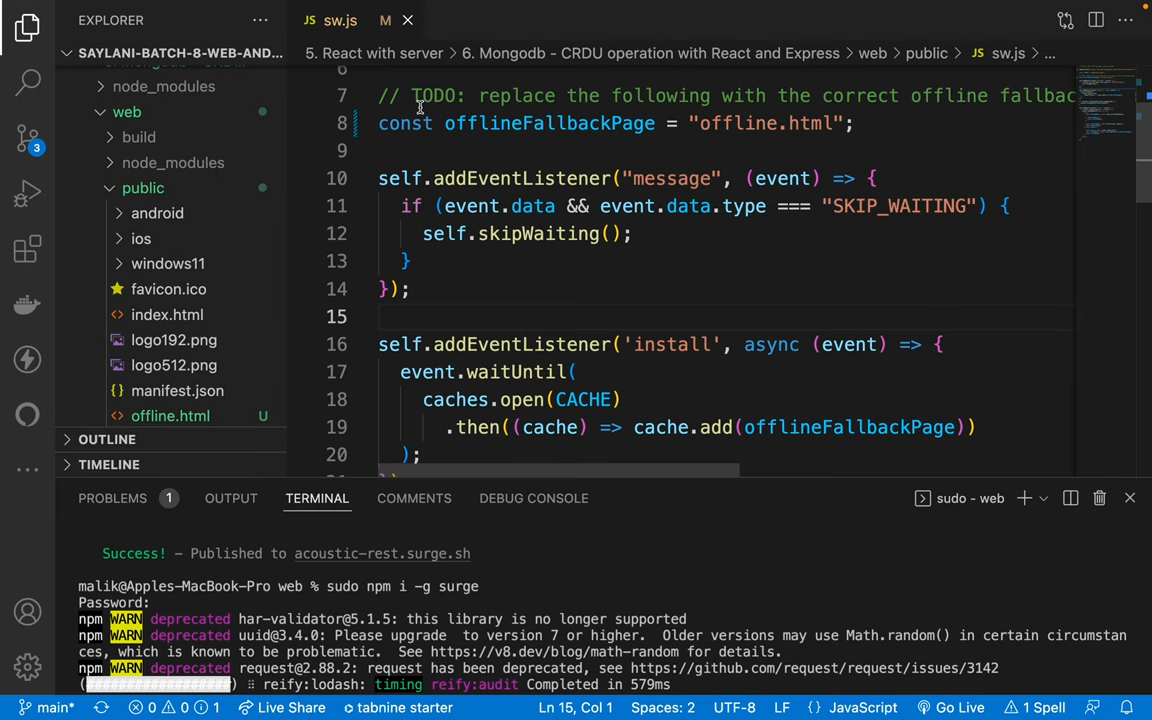 EXPLORER
SAYLANI-BATCH-8-WEB-AND...
node_modules
web
build
node_modules
public
android
ios
windows11
favicon.ico
index.html
logo192.png
logo512.png
manifest.json
offline.html U
OUTLINE
TIMELINE
3
JS sw.js M
5. React with server > 6. Mongodb - CRDU operation with React and Express > web > public > JS sw.js > ...
6
7 // TODO: replace the following with the correct offline fallbac
8 const offlineFallbackPage = "offline.html";
9
10 self.addEventListener("message", (event) => {
11 if (event.data && event.data.type === "SKIP_WAITING") {
12 self.skipWaiting();
13 }
14 });
15
16 self.addEventListener('install', async (event) => {
17 event.waitUntil(
18 caches.open(CACHE)
19 .then((cache) => cache.add(offlineFallbackPage))
20 );
PROBLEMS 1 OUTPUT TERMINAL COMMENTS DEBUG CONSOLE sudo - web
Success! - Published to acoustic-rest.surge.sh
malik@Apples-MacBook-Pro web % sudo npm i -g surge
Password:
npm WARN deprecated har-validator@5.1.5: this library is no longer supported
npm WARN deprecated uuid@3.4.0: Please upgrade  to version 7 or higher.  Older versions may use Math.random() in certain circumstan
ces, which is known to be problematic.  See https://v8.dev/blog/math-random for details.
npm WARN deprecated request@2.88.2: request has been deprecated, see https://github.com/request/request/issues/3142
(##################) ⠸ reify:lodash: timing reify:audit Completed in 579ms
main* 0 0 1 Live Share tabnine starter Ln 15, Col 1 Spaces: 2 UTF-8 LF {} JavaScript Go Live 1 Spell